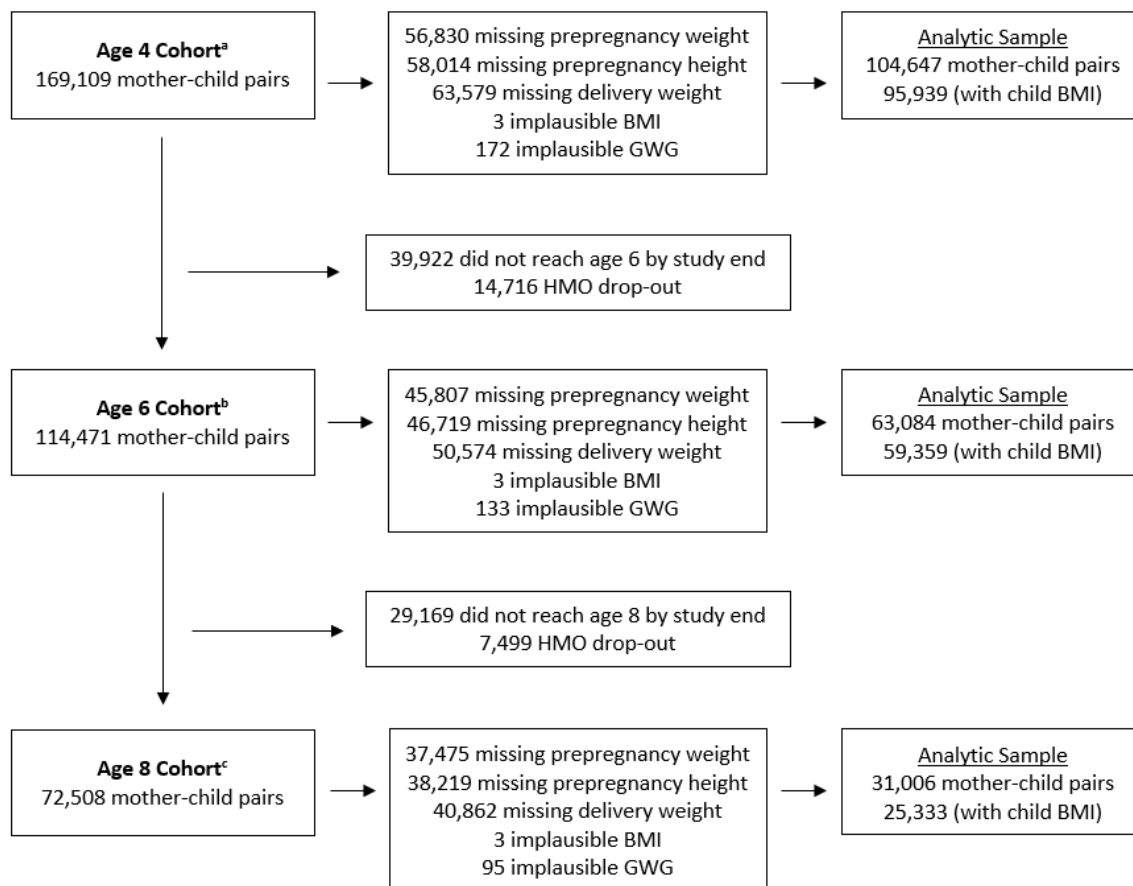 Age 4 Cohortᵃ
169,109 mother-child pairs
56,830 missing prepregnancy weight
58,014 missing prepregnancy height
63,579 missing delivery weight
3 implausible BMI
172 implausible GWG
Analytic Sample
104,647 mother-child pairs
95,939 (with child BMI)
39,922 did not reach age 6 by study end
14,716 HMO drop-out
Age 6 Cohortᵇ
114,471 mother-child pairs
45,807 missing prepregnancy weight
46,719 missing prepregnancy height
50,574 missing delivery weight
3 implausible BMI
133 implausible GWG
Analytic Sample
63,084 mother-child pairs
59,359 (with child BMI)
29,169 did not reach age 8 by study end
7,499 HMO drop-out
Age 8 Cohortᶜ
72,508 mother-child pairs
37,475 missing prepregnancy weight
38,219 missing prepregnancy height
40,862 missing delivery weight
3 implausible BMI
95 implausible GWG
Analytic Sample
31,006 mother-child pairs
25,333 (with child BMI)